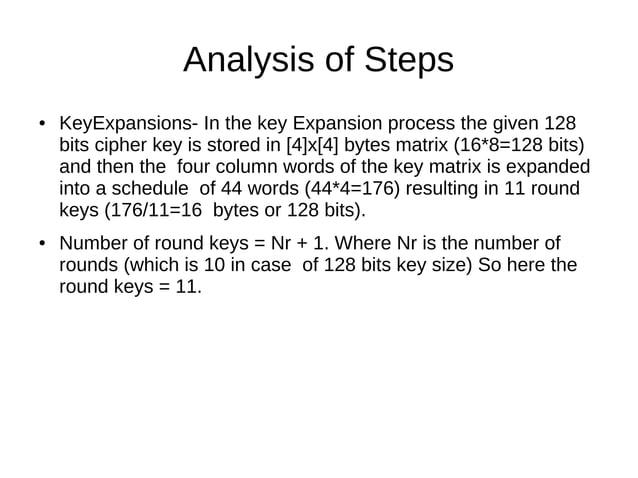 Analysis of Steps
• KeyExpansions- In the key Expansion process the given 128
bits cipher key is stored in [4]x[4] bytes matrix (16*8=128 bits)
and then the  four column words of the key matrix is expanded
into a schedule  of 44 words (44*4=176) resulting in 11 round
keys (176/11=16  bytes or 128 bits).
• Number of round keys = Nr + 1. Where Nr is the number of
rounds (which is 10 in case  of 128 bits key size) So here the
round keys = 11.